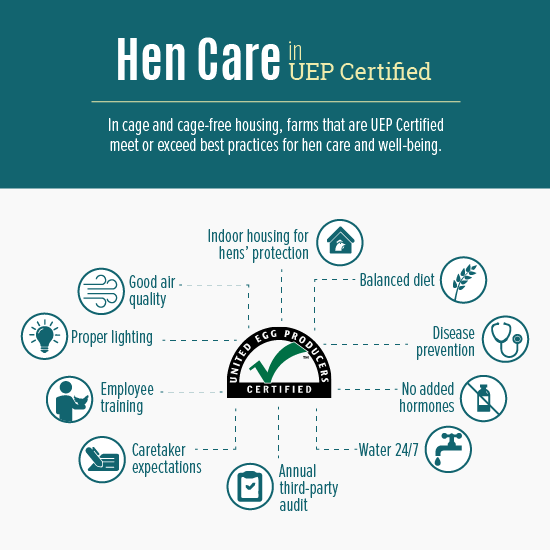 Hen Care in
UEP Certified
In cage and cage-free housing, farms that are UEP Certified
meet or exceed best practices for hen care and well-being.
Indoor housing for
hens' protection
Good air
quality
Balanced diet
Proper lighting
Disease
prevention
UNITED EGG PRODUCERS
CERTIFIED
Employee
training
No added
hormones
Caretaker
expectations
Water 24/7
Annual
third-party
audit